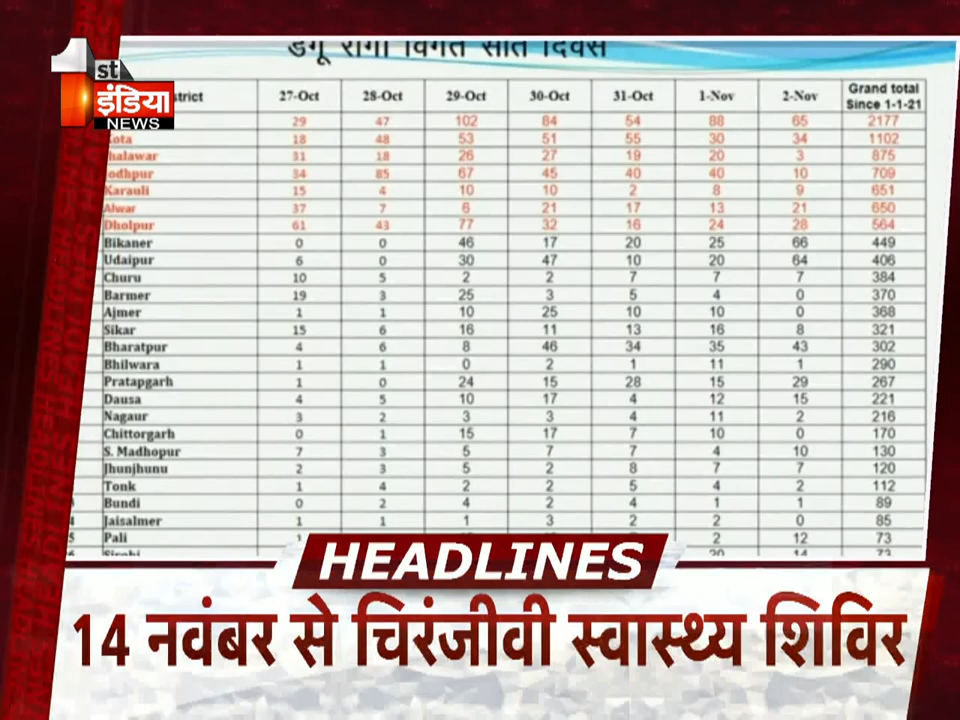 डेंगू रोगी विगत सात दिवस
1st
इंडिया
NEWS
27-Oct 28-Oct 29-Oct 30-Oct 31-Oct 1-Nov 2-Nov Grand total Since 1-1-21
29 47 102 84 54 88 65 2177
18 48 53 51 55 30 34 1102
31 18 26 27 19 20 3 875
34 85 67 45 40 40 10 709
Karauli 15 4 10 10 2 8 9 651
Alwar 37 7 6 21 17 13 21 650
Dholpur 61 43 77 32 16 24 28 564
Bikaner 0 0 46 17 20 25 66 449
Udaipur 6 0 30 47 10 20 64 406
Churu 10 5 2 2 7 7 7 384
Barmer 19 3 25 3 5 4 0 370
Ajmer 1 1 10 25 10 10 0 368
Sikar 15 6 16 11 13 16 8 321
Bharatpur 4 6 8 46 34 35 43 302
Bhilwara 1 1 0 2 1 11 1 290
Pratapgarh 1 0 24 15 28 15 29 267
Dausa 4 5 10 17 4 12 15 221
Nagaur 3 2 3 3 4 11 2 216
Chittorgarh 0 1 15 17 7 10 0 170
S. Madhopur 7 3 5 7 7 4 10 130
Jhunjhunu 2 3 5 2 8 7 7 120
Tonk 1 4 2 2 5 4 2 112
Bundi 0 2 4 2 4 1 1 89
Jaisalmer 1 1 1 3 2 2 0 85
Pali 1 2 12 73
HEADLINES
14 नवंबर से चिरंजीवी स्वास्थ्य शिविर